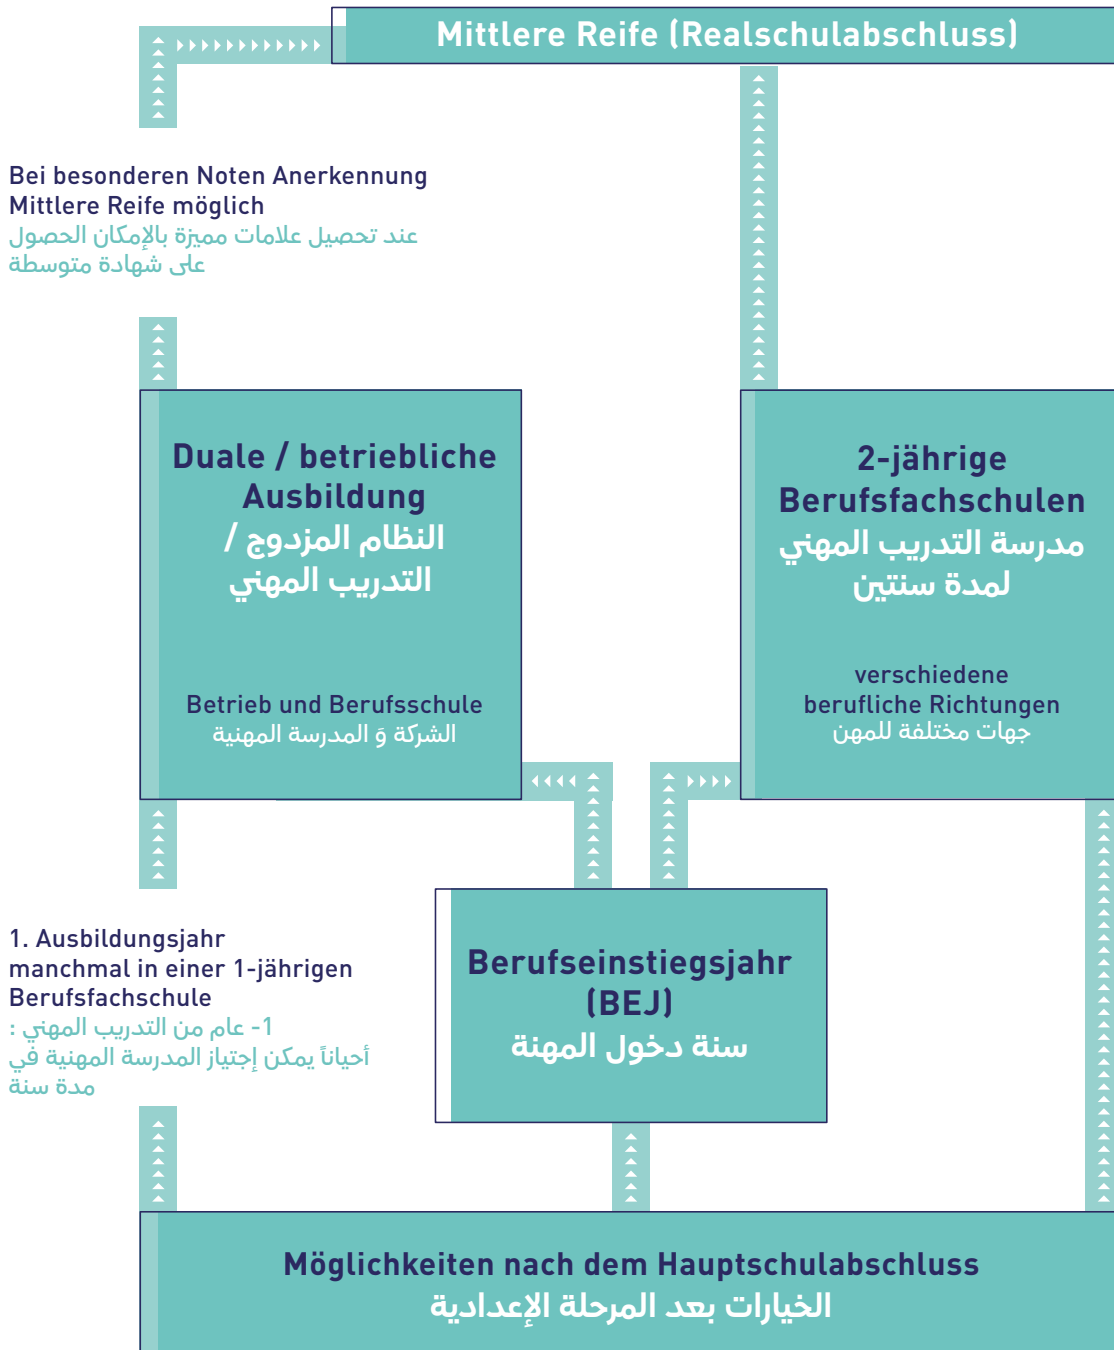 Mittlere Reife (Realschulabschluss)
Bei besonderen Noten Anerkennung
Mittlere Reife möglich
عند تحصيل علامات مميزة بالإمكان الحصول
على شهادة متوسطة
Duale / betriebliche
Ausbildung
النظام المزدوج /
التدريب المهني
Betrieb und Berufsschule
الشركة وَ المدرسة المهنية
2-jährige
Berufsfachschulen
مدرسة التدريب المهني
لمدة سنتين
verschiedene
berufliche Richtungen
جهات مختلفة للمهن
1. Ausbildungsjahr
manchmal in einer 1-jährigen
Berufsfachschule
1- عام من التدريب المهني :
أحياناً يمكن إجتياز المدرسة المهنية في
مدة سنة
Berufseinstiegsjahr
(BEJ)
سنة دخول المهنة
Möglichkeiten nach dem Hauptschulabschluss
الخيارات بعد المرحلة الإعدادية